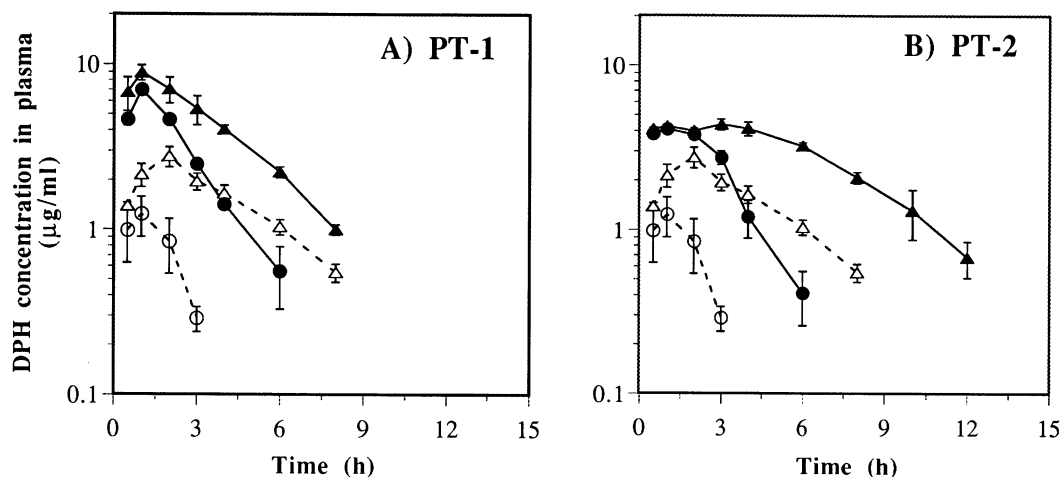 A) PT-1
B) PT-2
DPH concentration in plasma
(µg/ml)
10
1
0.1
10
1
0.1
0 3 6 9 12 15
0 3 6 9 12 15
Time (h)
Time (h)